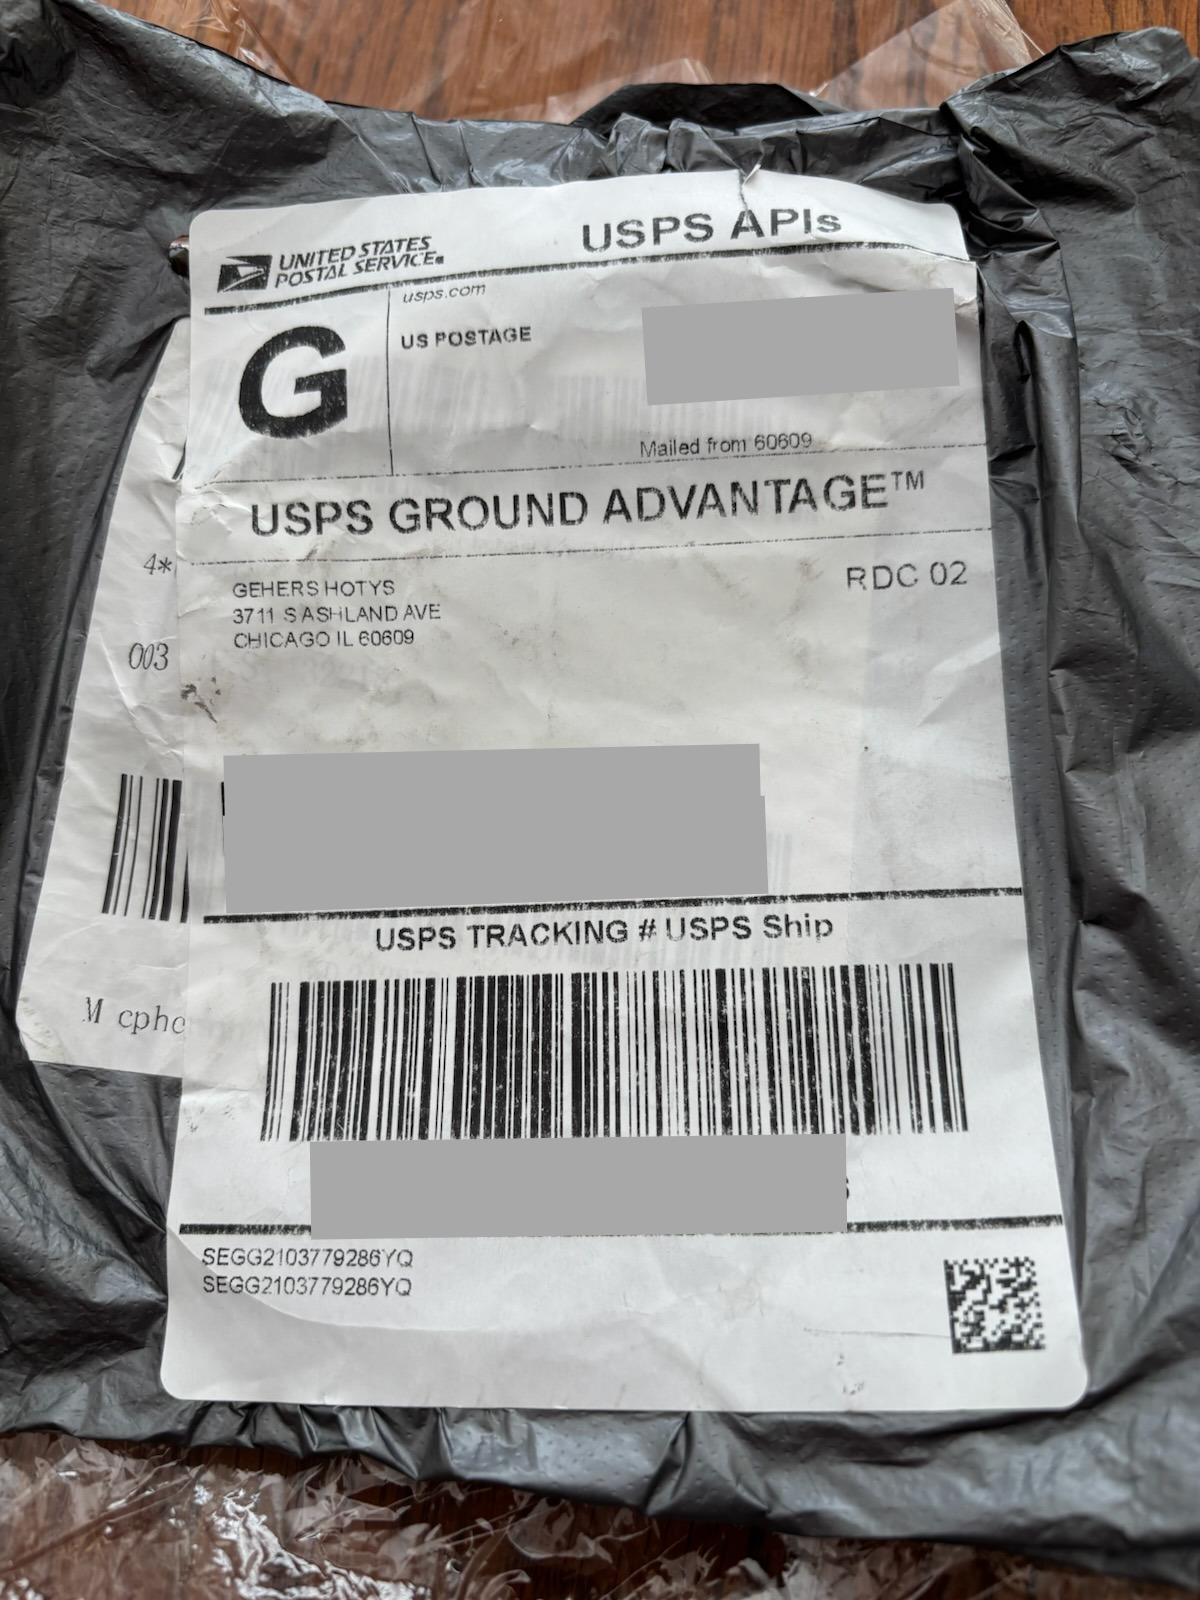 UNITED STATES
POSTAL SERVICE®
USPS APIs
usps.com
G
US POSTAGE
Mailed from 60609
USPS GROUND ADVANTAGE™
GEHERS HOTYS
3711 S ASHLAND AVE
CHICAGO IL 60609
RDC 02
4*
003
USPS TRACKING # USPS Ship
M cpho
SEGG2103779286YQ
SEGG2103779286YQ